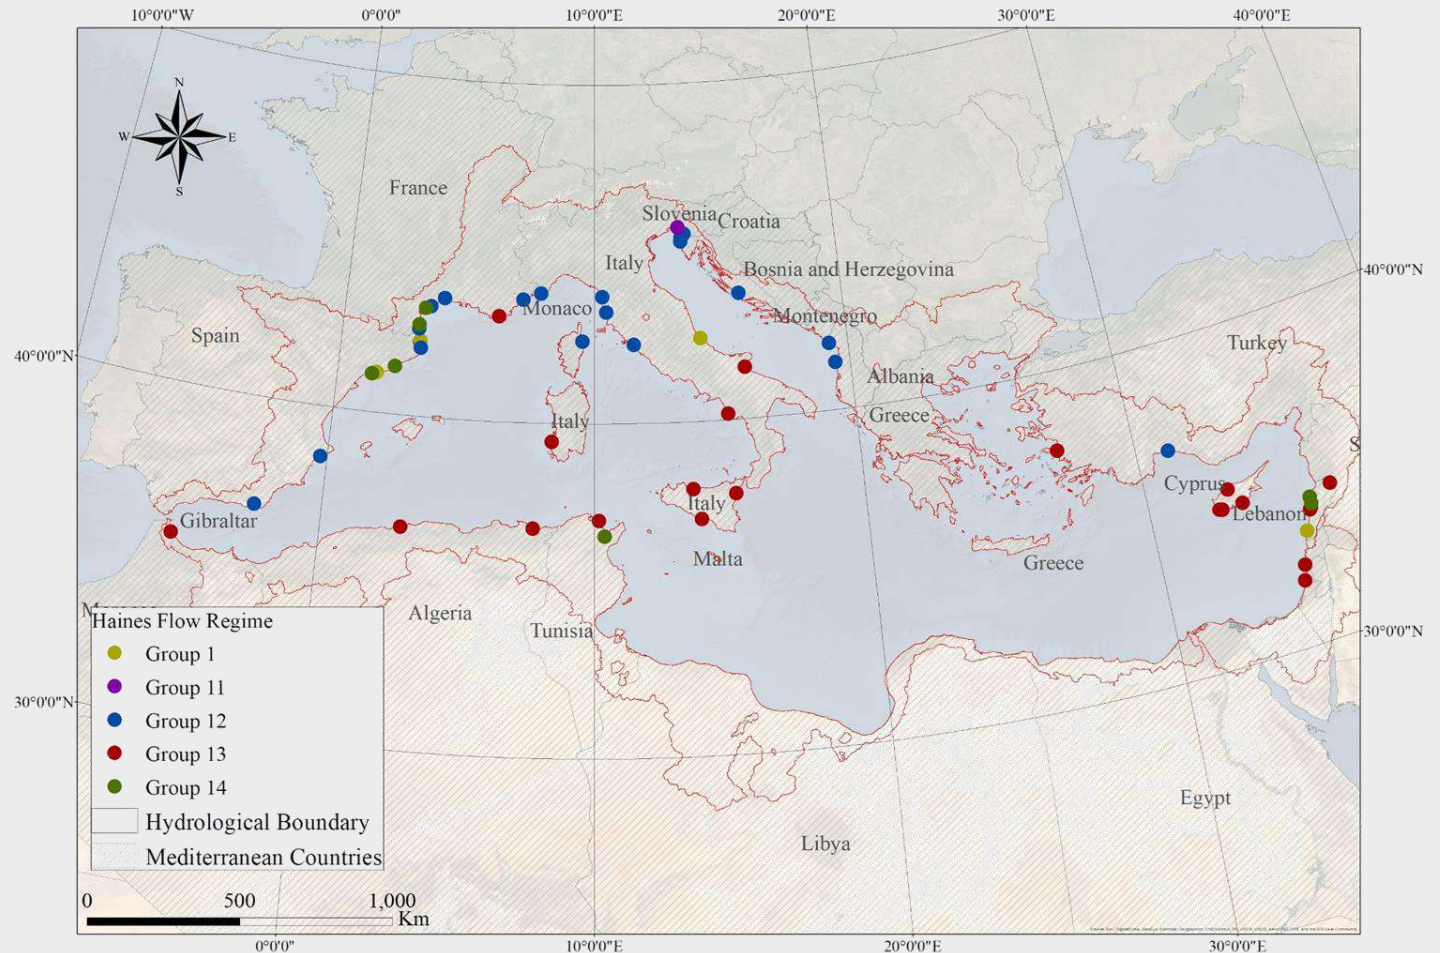 10°0'0"W 0°0'0" 10°0'0"E 20°0'0"E 30°0'0"E 40°0'0"E
N
W E
S
France
Slovenia Croatia
Italy
Bosnia and Herzegovina
40°0'0"N
Monaco
Montenegro
Spain
Turkey
40°0'0"N
Albania
Greece
Italy
S
Cyprus
Italy
Gibraltar
Lebanon
Malta
Greece
Algeria
Tunisia
30°0'0"N
Haines Flow Regime
Group 1
Group 11
Group 12
Group 13
Group 14
Hydrological Boundary
Mediterranean Countries
30°0'0"N
Egypt
Libya
0 500 1,000
Km
0°0'0" 10°0'0"E 20°0'0"E 30°0'0"E